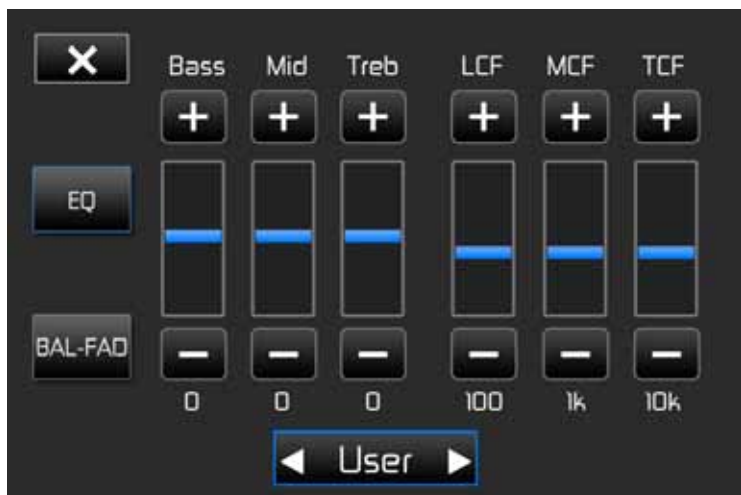 Bass Mid Treb LCF MCF TCF
EQ
BAL-FAD
0 0 0 100 1k 10k
User